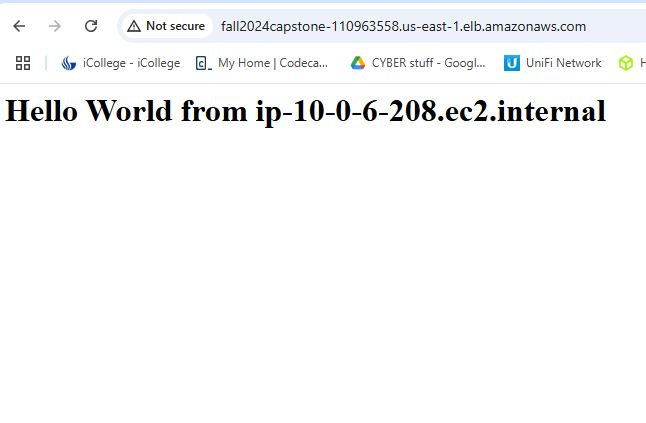 Not secure fall2024capstone-110963558.us-east-1.elb.amazonaws.com
iCollege - iCollege My Home | Codeca... CYBER stuff - Googl... U UniFi Network H
Hello World from ip-10-0-6-208.ec2.internal